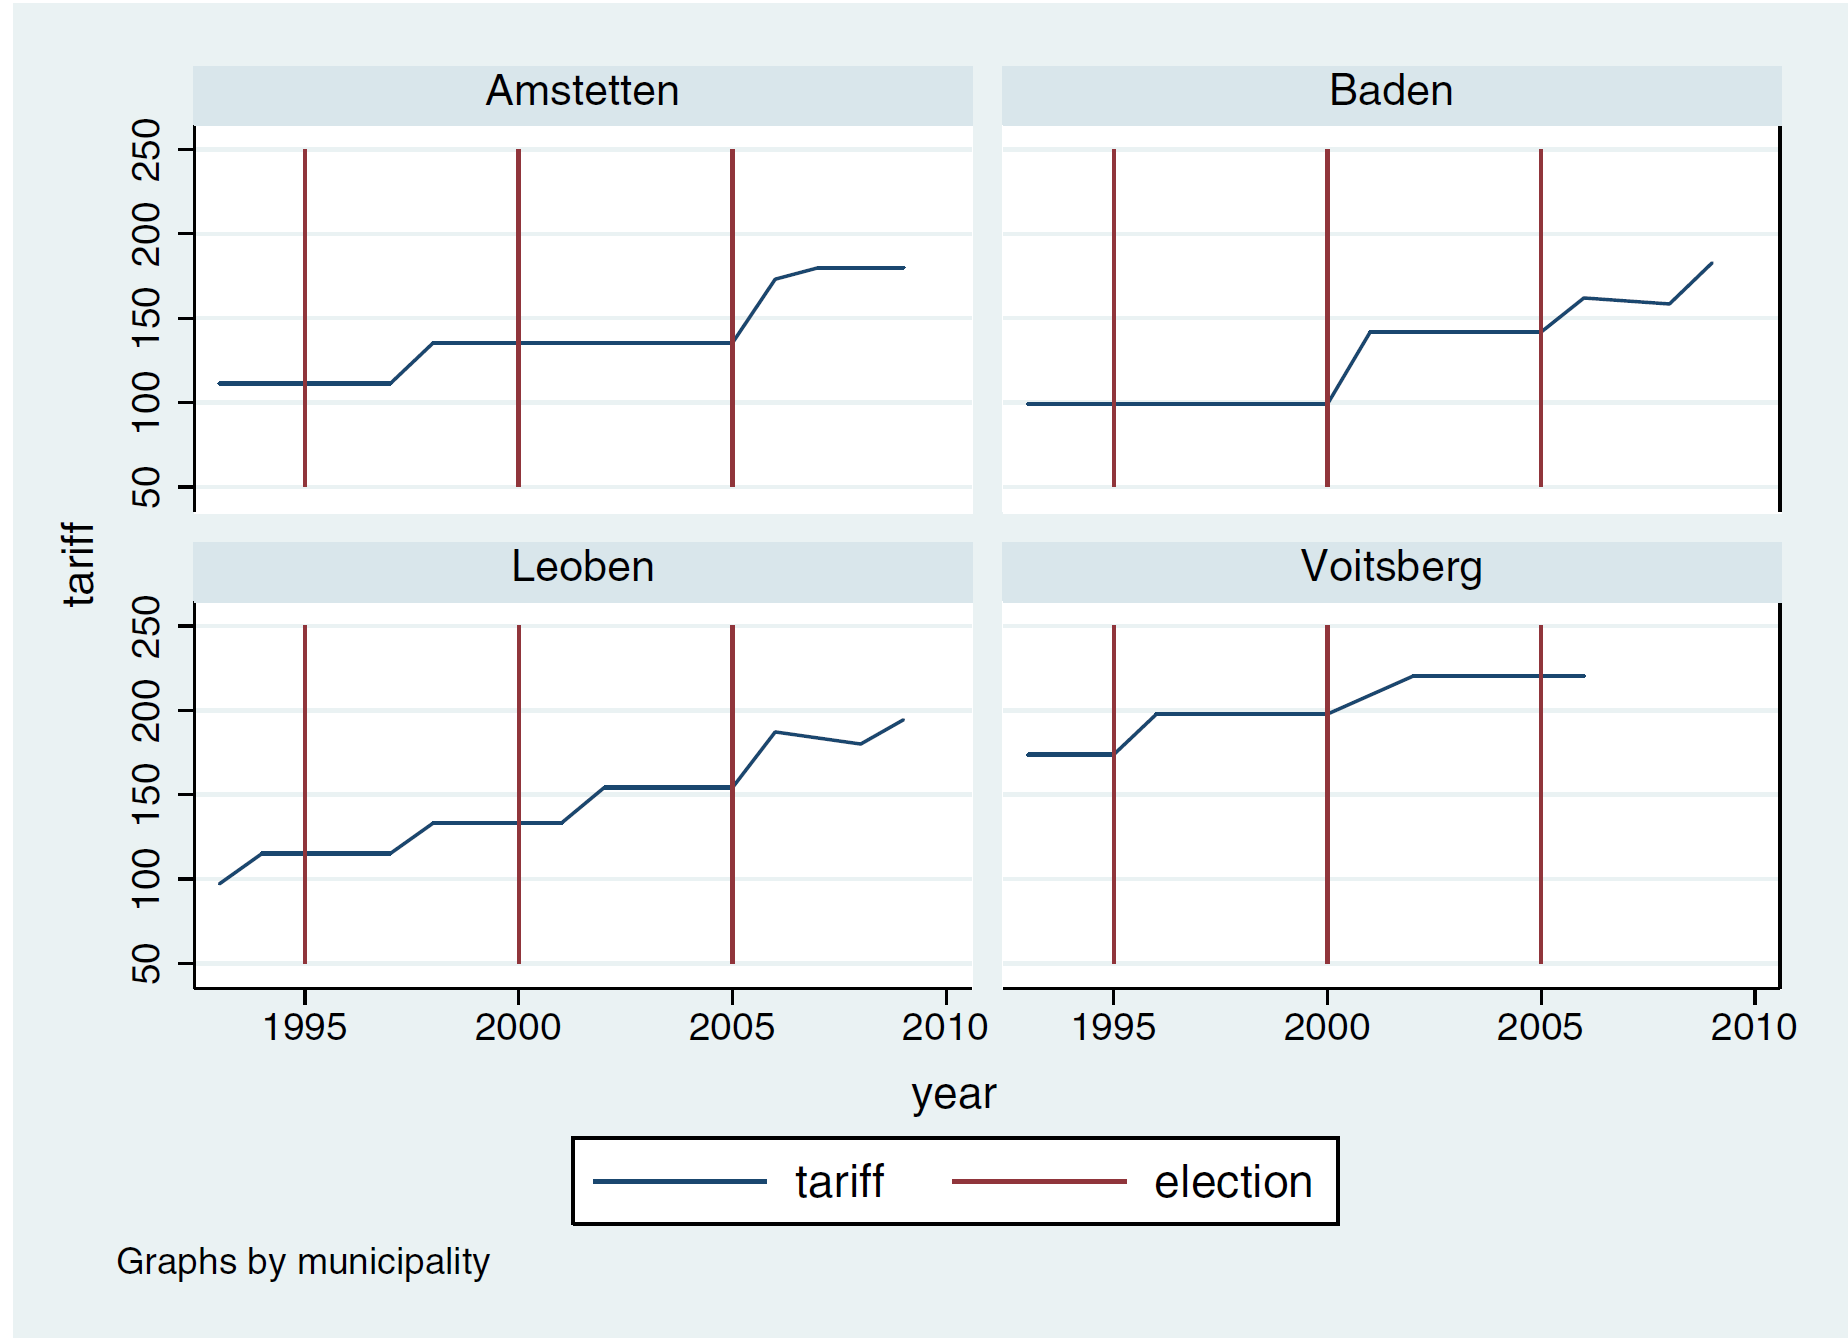 Amstetten
Baden
250
200
150
100
50
Leoben
Voitsberg
250
200
150
100
50
tariff
1995 2000 2005 2010 1995 2000 2005 2010
year
tariff election
Graphs by municipality